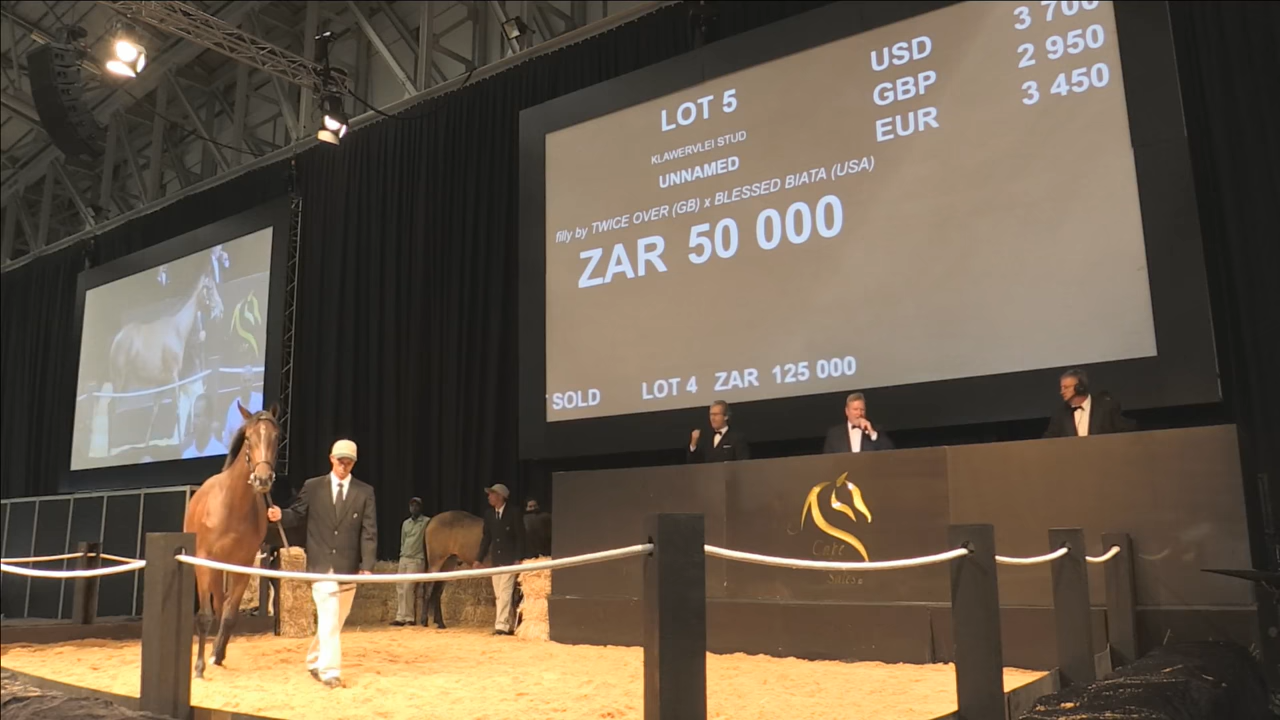 LOT 5
KLAWERVLEI STUD
UNNAMED
filly by TWICE OVER (GB) x BLESSED BIATA (USA)
ZAR 50 000
USD 3 700
GBP 2 950
EUR 3 450
SOLD LOT 4 ZAR 125 000
Cape
Sales